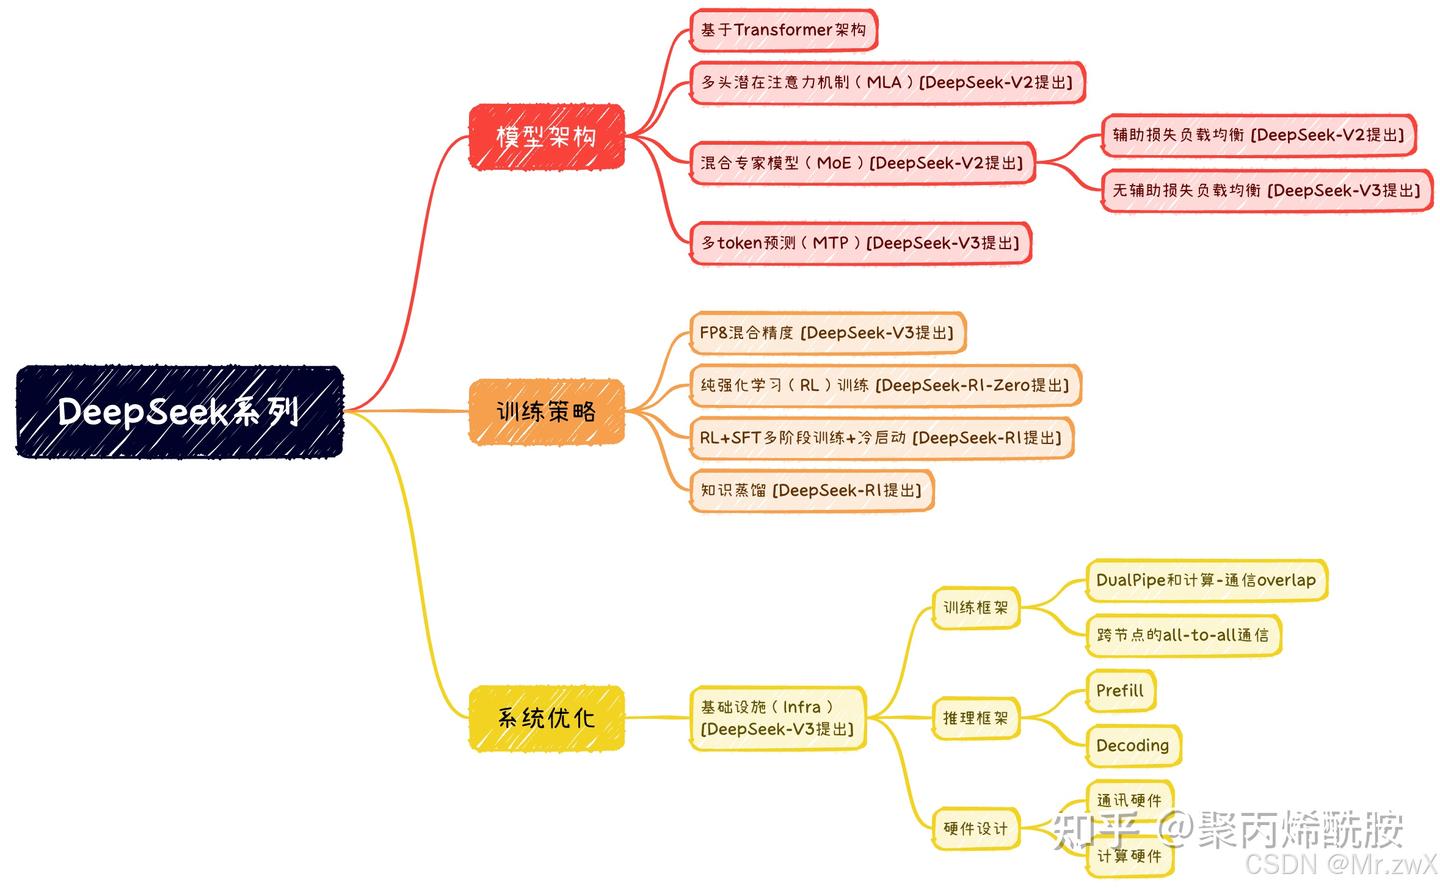 DeepSeek系列
模型架构
基于Transformer架构
多头潜在注意力机制（MLA）[DeepSeek-V2提出]
混合专家模型（MoE）[DeepSeek-V2提出]
辅助损失负载均衡 [DeepSeek-V2提出]
无辅助损失负载均衡 [DeepSeek-V3提出]
多token预测（MTP）[DeepSeek-V3提出]
训练策略
FP8混合精度 [DeepSeek-V3提出]
纯强化学习（RL）训练 [DeepSeek-R1-Zero提出]
RL+SFT多阶段训练+冷启动 [DeepSeek-R1提出]
知识蒸馏 [DeepSeek-R1提出]
系统优化
基础设施（Infra）
[DeepSeek-V3提出]
训练框架
DualPipe和计算-通信overlap
跨节点的all-to-all通信
推理框架
Prefill
Decoding
硬件设计
通讯硬件
计算硬件
知乎 @聚丙烯酰胺
CSDN @Mr.zwX